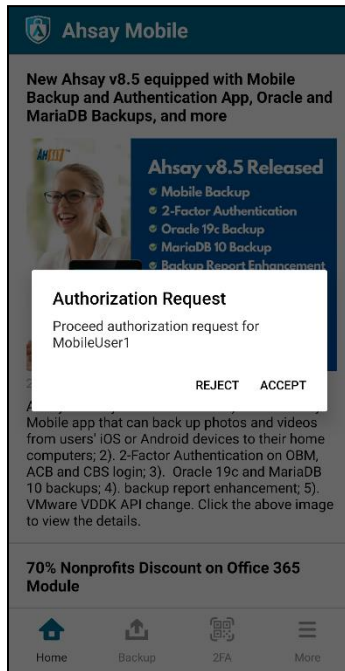 Ahsay Mobile
New Ahsay v8.5 equipped with Mobile
Backup and Authentication App, Oracle and
MariaDB Backups, and more
Ahsay v8.5 Released
Mobile Backup
2-Factor Authentication
Oracle 19c Backup
MariaDB 10 Backup
Backup Report Enhancement
Authorization Request
Proceed authorization request for
MobileUser1
REJECT ACCEPT
Mobile app that can back up photos and videos
from users' iOS or Android devices to their home
computers; 2). 2-Factor Authentication on OBM,
ACB and CBS login; 3). Oracle 19c and MariaDB
10 backups; 4). backup report enhancement; 5).
VMware VDDK API change. Click the above image
to view the details.
70% Nonprofits Discount on Office 365
Module
Home Backup 2FA More